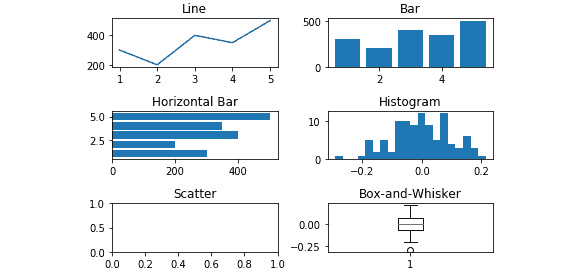 Line
400
200
1 2 3 4 5
Bar
500
0
2 4
Horizontal Bar
5.0
2.5
0 200 400
Histogram
10
0
−0.2 0.0 0.2
Scatter
1.0
0.5
0.0
0.0 0.2 0.4 0.6 0.8 1.0
Box-and-Whisker
0.00
−0.25
1